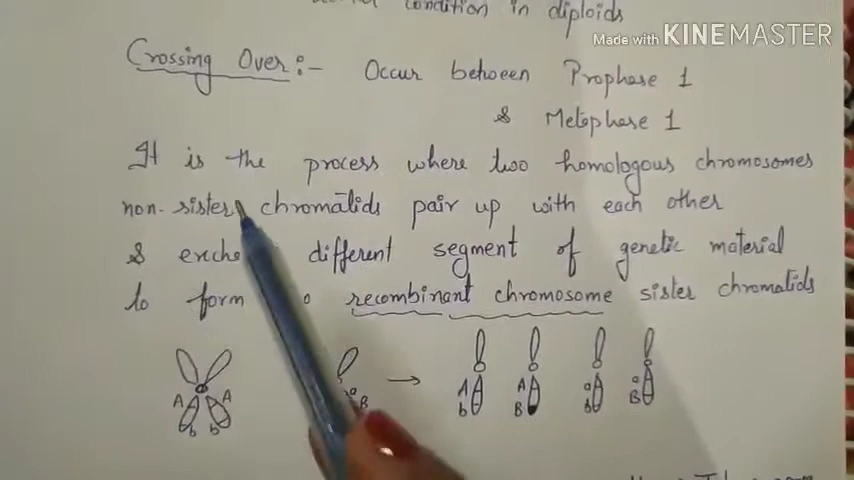 condition in diploids
Made with KINEMASTER
Crossing Over:- Occur between Prophase 1
& Metaphase 1
It is the process where two homologous chromosomes
non-sister chromatids pair up with each other
& exche different segment of genetic material
to form o recombinant chromosome sister chromatids
A A
b b
a
B
A A a a
b B b B